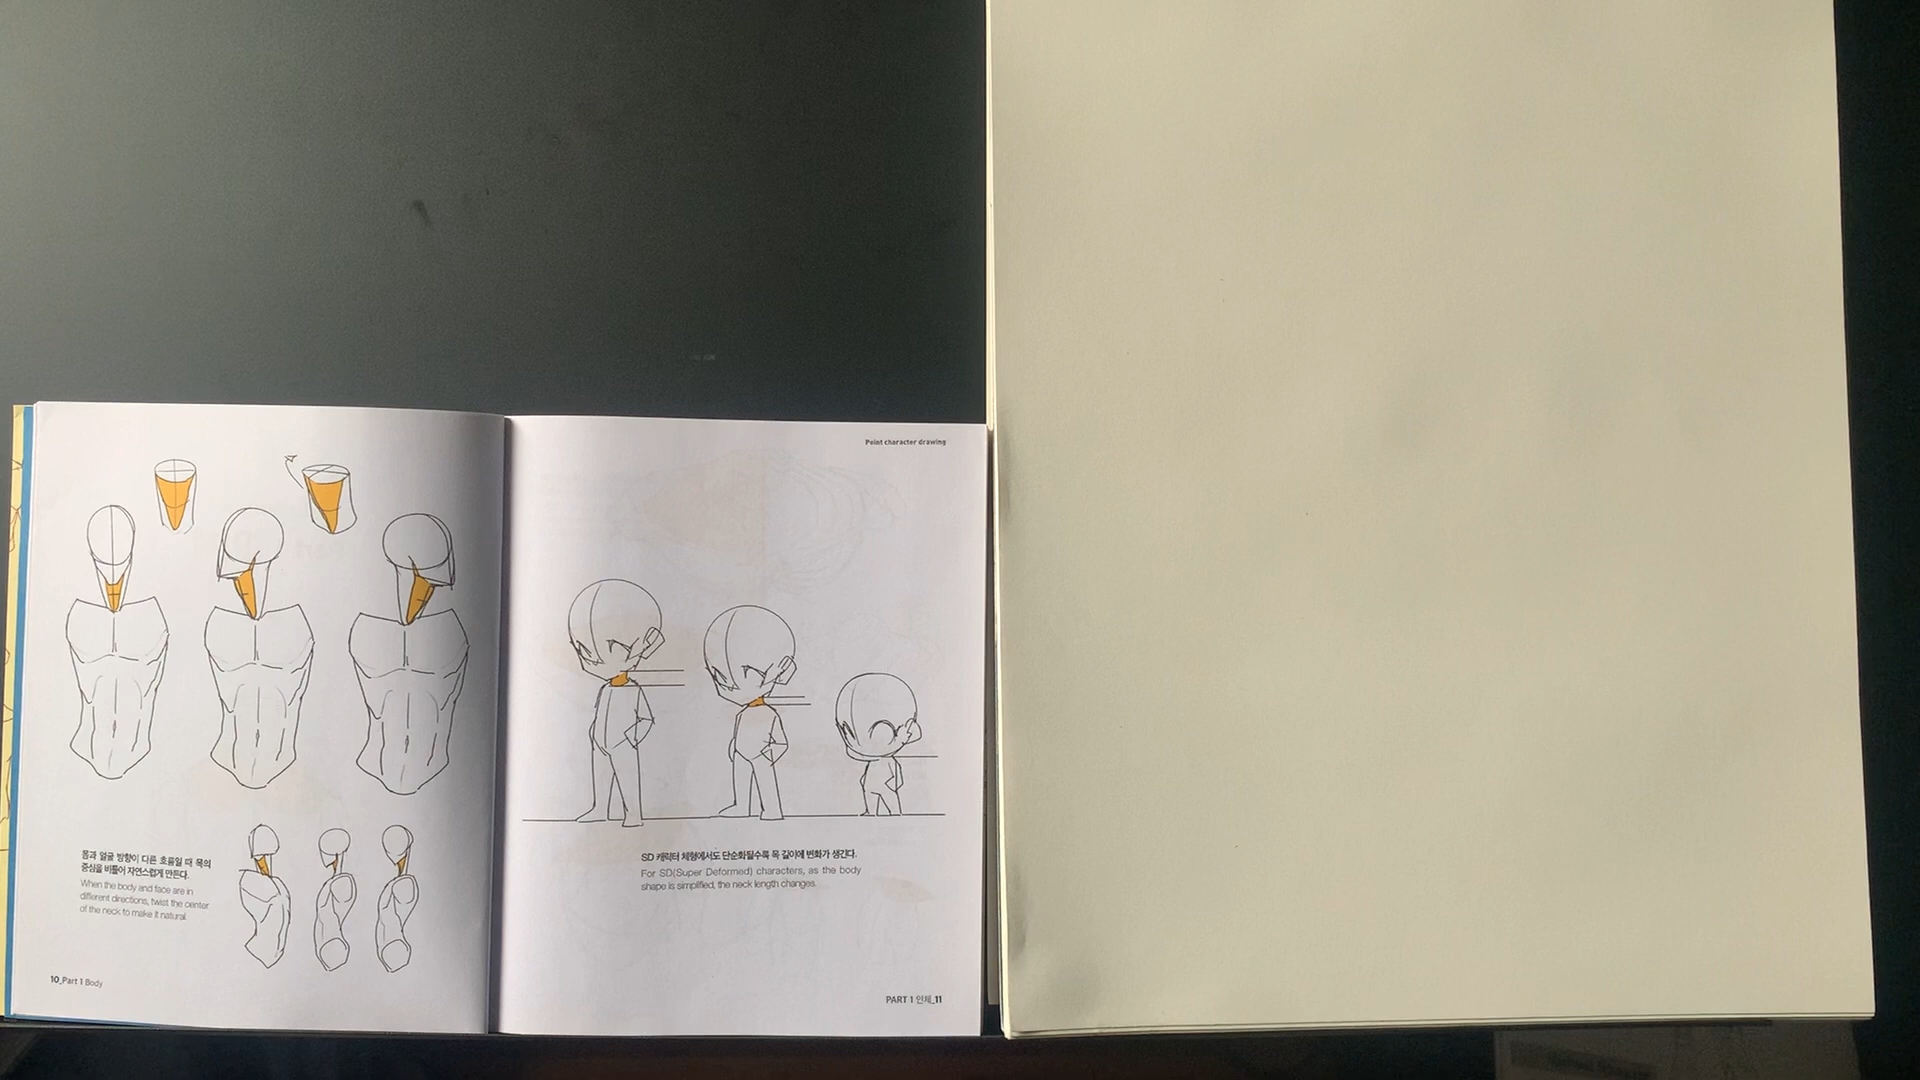 몸과 얼굴 방향이 다른 흐름일 때 목의
중심을 비틀어 자연스럽게 만든다.
When the body and face are in
different directions, twist the center
of the neck to make it natural.
10_Part 1 Body
Point character drawing
SD 캐릭터 체형에서도 단순화될수록 목 길이에 변화가 생긴다.
For SD(Super Deformed) characters, as the body
shape is simplified, the neck length changes.
PART 1 인체_11